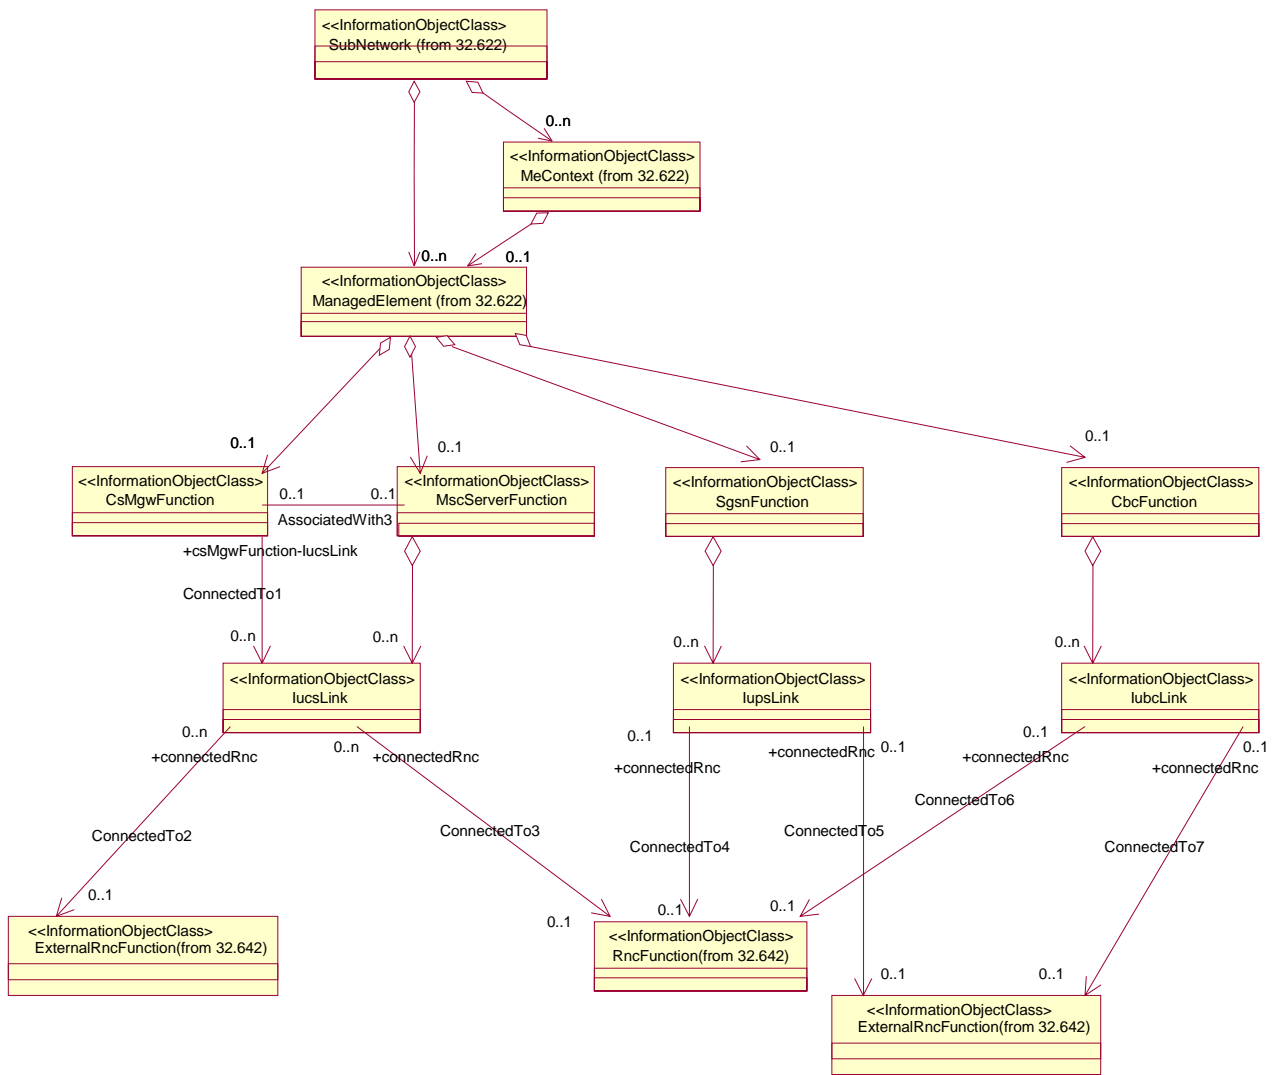 <<InformationObjectClass>
SubNetwork (from 32.622)
0..n
<<InformationObjectClass>
MeContext (from 32.622)
0..n
0..1
<<InformationObjectClass>
ManagedElement (from 32.622)
0..1
0..1
0..1
0..1
<<InformationObjectClass>
CsMgwFunction
<<InformationObjectClass>
MscServerFunction
<<InformationObjectClass>
SgsnFunction
<<InformationObjectClass>
CbcFunction
0..1
0..1
AssociatedWith3
+csMgwFunction-IucsLink
ConnectedTo1
0..n
0..n
0..n
0..n
<<InformationObjectClass>
IucsLink
<<InformationObjectClass>
IupsLink
<<InformationObjectClass>
IubcLink
0..n
0..n
0..1
0..1
0..1
0..1
+connectedRnc
+connectedRnc
+connectedRnc
+connectedRnc
+connectedRnc
+connectedRnc
ConnectedTo2
ConnectedTo3
ConnectedTo4
ConnectedTo5
ConnectedTo6
ConnectedTo7
0..1
0..1
0..1
0..1
<<InformationObjectClass>
ExternalRncFunction(from 32.642)
<<InformationObjectClass>
RncFunction(from 32.642)
0..1
0..1
<<InformationObjectClass>
ExternalRncFunction(from 32.642)